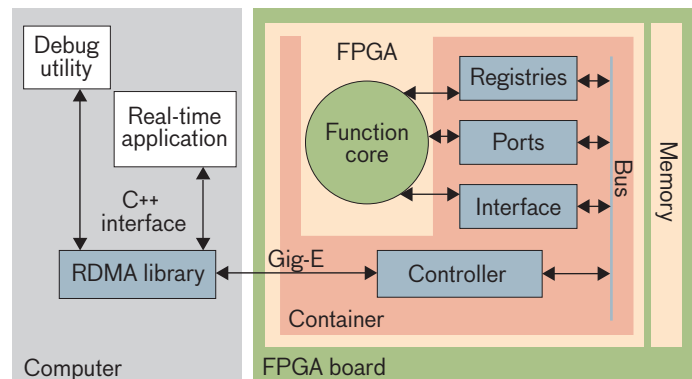 Debug
utility
Real-time
application
C++
interface
RDMA library
Computer
Gig-E
FPGA
Function
core
Registries
Ports
Interface
Controller
Bus
Memory
Container
FPGA board